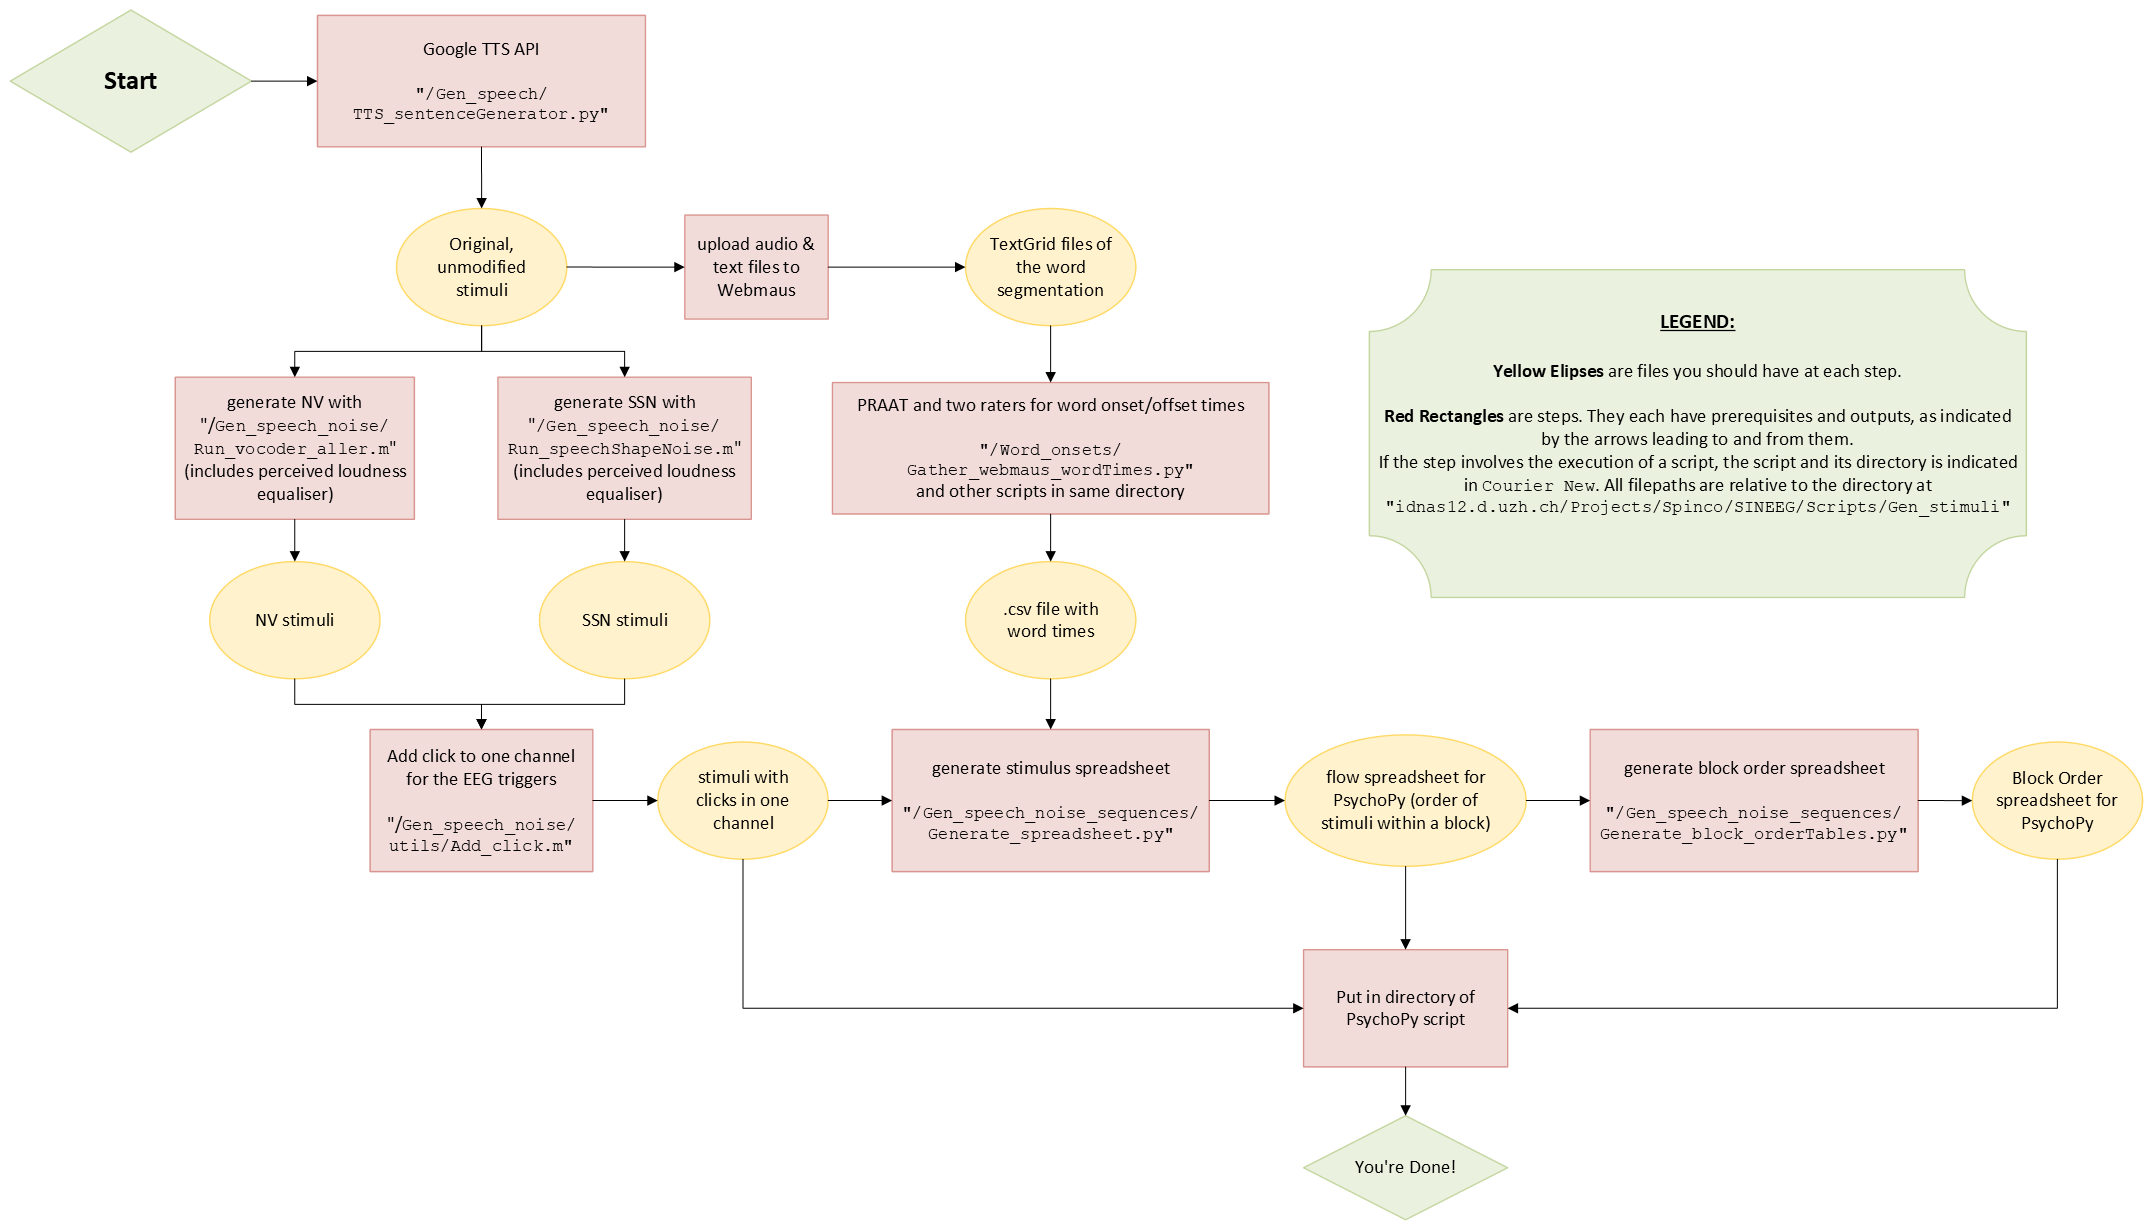 Start
Google TTS API
"/Gen_speech/
TTS_sentenceGenerator.py"
Original,
unmodified
stimuli
upload audio &
text files to
Webmaus
TextGrid files of
the word
segmentation
LEGEND:
Yellow Elipses are files you should have at each step.
Red Rectangles are steps. They each have prerequisites and outputs, as indicated
by the arrows leading to and from them.
If the step involves the execution of a script, the script and its directory is indicated
in Courier New. All filepaths are relative to the directory at
"idnas12.d.uzh.ch/Projects/Spinco/SINEEG/Scripts/Gen_stimuli"
generate NV with
"/Gen_speech_noise/
Run_vocoder_aller.m"
(includes perceived loudness
equaliser)
generate SSN with
"/Gen_speech_noise/
Run_speechShapeNoise.m"
(includes perceived loudness
equaliser)
PRAAT and two raters for word onset/offset times
"/Word_onsets/
Gather_webmaus_wordTimes.py"
and other scripts in same directory
NV stimuli
SSN stimuli
.csv file with
word times
Add click to one channel
for the EEG triggers
"/Gen_speech_noise/
utils/Add_click.m"
stimuli with
clicks in one
channel
generate stimulus spreadsheet
"/Gen_speech_noise_sequences/
Generate_spreadsheet.py"
flow spreadsheet for
PsychoPy (order of
stimuli within a block)
generate block order spreadsheet
"/Gen_speech_noise_sequences/
Generate_block_orderTables.py"
Block Order
spreadsheet for
PsychoPy
Put in directory of
PsychoPy script
You're Done!